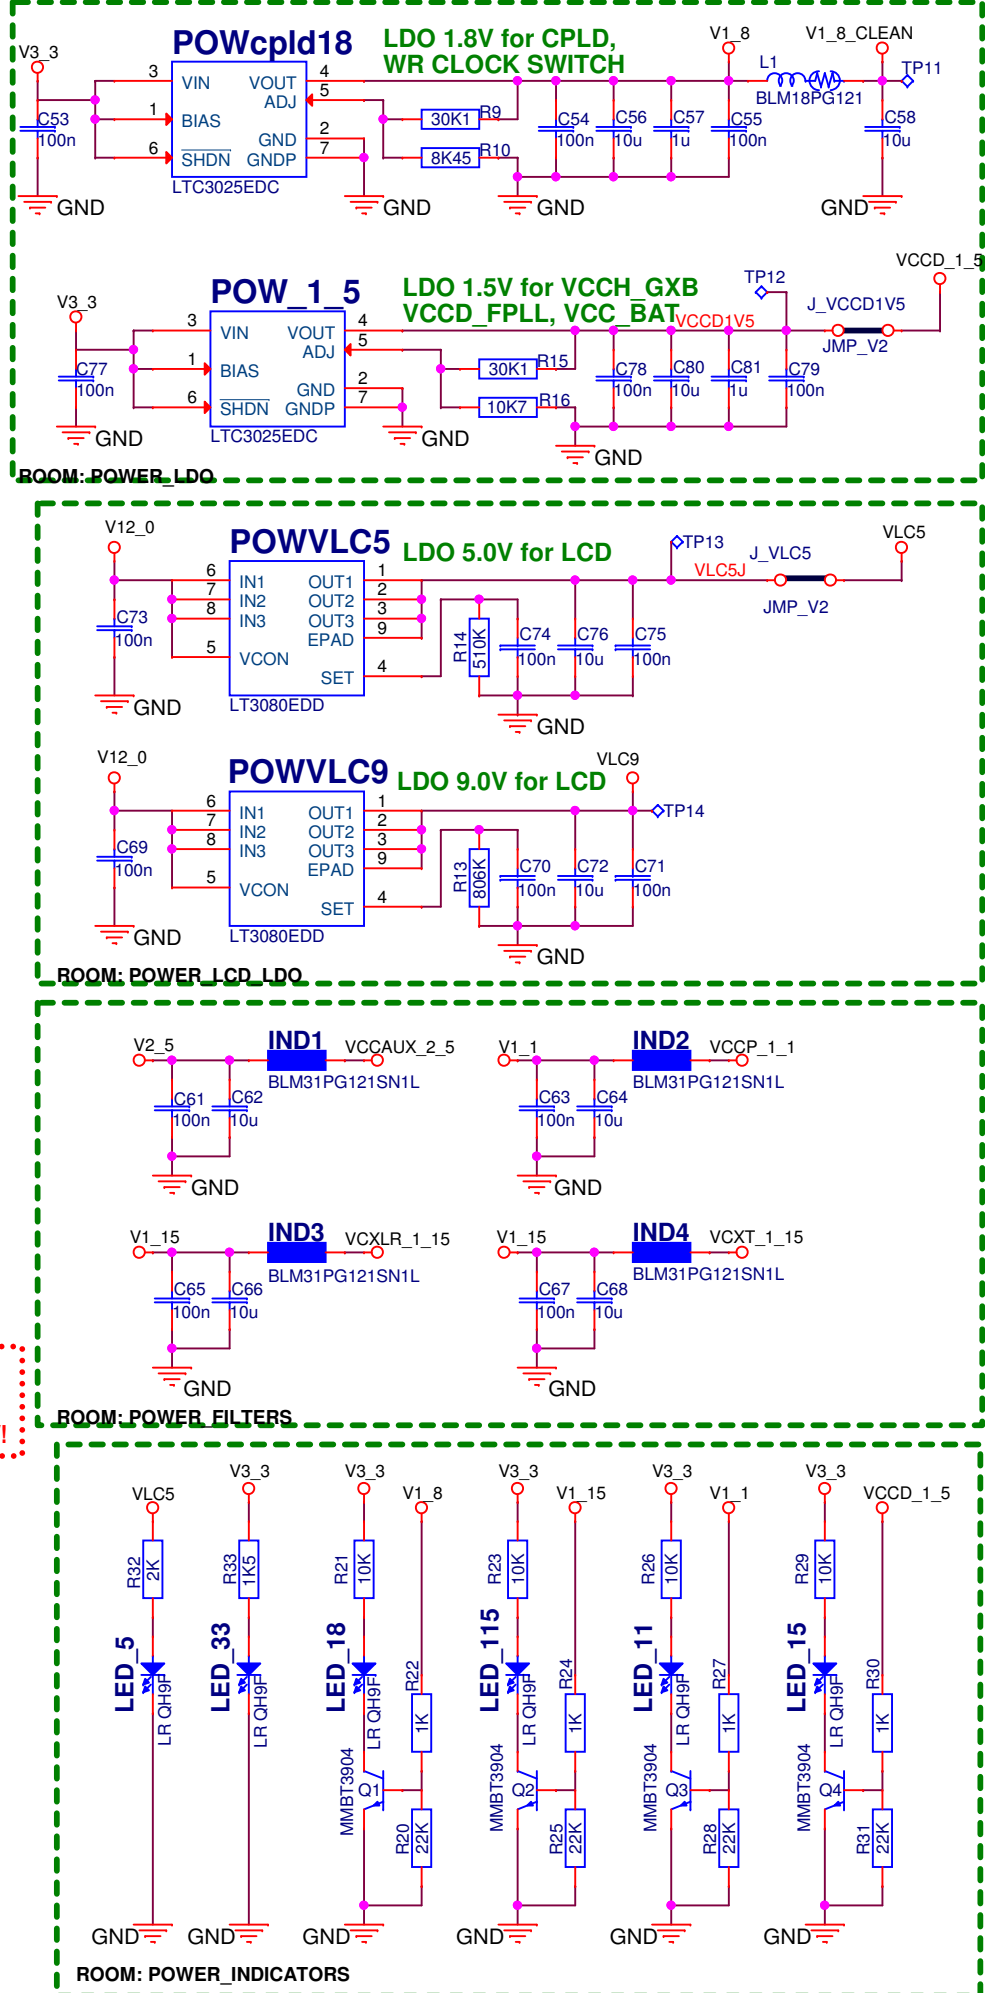 POWcpld18
LDO 1.8V for CPLD,
WR CLOCK SWITCH
V3_3
V1_8
V1_8_CLEAN
L1
BLM18PG121
TP11
3 VIN VOUT 4
ADJ 5
1 BIAS
GND 2
6 SHDN GNDP 7
LTC3025EDC
C53
100n
30K1 R9
8K45 R10
C54
100n
C56
10u
C57
1u
C55
100n
C58
10u
GND
GND
GND
GND
POW_1_5
LDO 1.5V for VCCH_GXB
VCCD_FPLL, VCC_BAT
V3_3
VCCD1V5
TP12
J_VCCD1V5
JMP_V2
VCCD_1_5
3 VIN VOUT 4
ADJ 5
1 BIAS
GND 2
6 SHDN GNDP 7
LTC3025EDC
C77
100n
30K1 R15
10K7 R16
C78
100n
C80
10u
C81
1u
C79
100n
GND
GND
GND
ROOM: POWER_LDO
V12_0
POWVLC5
LDO 5.0V for LCD
TP13
VLC5J
J_VLC5
JMP_V2
VLC5
6 IN1 OUT1 1
7 IN2 OUT2 2
8 IN3 OUT3 3
EPAD 9
5 VCON
SET 4
LT3080EDD
C73
100n
R14
510K
C74
100n
C76
10u
C75
100n
GND
GND
V12_0
POWVLC9
LDO 9.0V for LCD
VLC9
TP14
6 IN1 OUT1 1
7 IN2 OUT2 2
8 IN3 OUT3 3
EPAD 9
5 VCON
SET 4
LT3080EDD
C69
100n
R13
806K
C70
100n
C72
10u
C71
100n
GND
GND
ROOM: POWER_LCD_LDO
V2_5
IND1
VCCAUX_2_5
BLM31PG121SN1L
C61
100n
C62
10u
GND
V1_1
IND2
VCCP_1_1
BLM31PG121SN1L
C63
100n
C64
10u
GND
V1_15
IND3
VCXLR_1_15
BLM31PG121SN1L
C65
100n
C66
10u
GND
V1_15
IND4
VCXT_1_15
BLM31PG121SN1L
C67
100n
C68
10u
GND
!
ROOM: POWER_FILTERS
VLC5
R32
2K
LED_5
LR QH9F
GND
V3_3
R33
1K5
LED_33
LR QH9F
GND
V3_3
V1_8
R21
10K
LED_18
LR QH9F
R22
1K
MMBT3904
Q1
R20
22K
GND
V3_3
V1_15
R23
10K
LED_115
LR QH9F
R24
1K
MMBT3904
Q2
R25
22K
GND
V3_3
V1_1
R26
10K
LED_11
LR QH9F
R27
1K
MMBT3904
Q3
R28
22K
GND
V3_3
VCCD_1_5
R29
10K
LED_15
LR QH9F
R30
1K
MMBT3904
Q4
R31
22K
GND
ROOM: POWER_INDICATORS